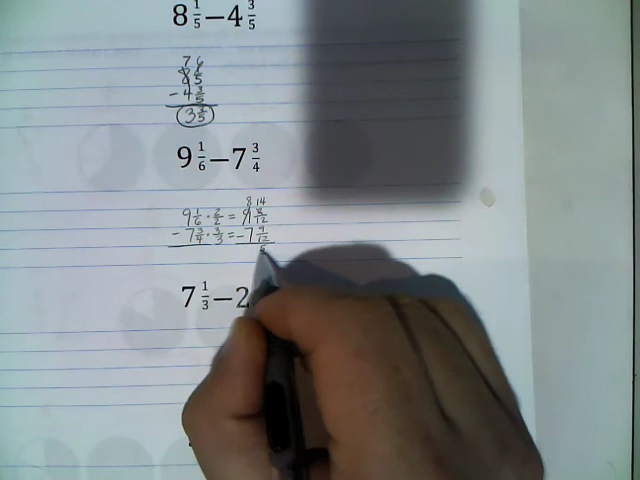 8 1/5 − 4 3/5
7 6
8 1/5
- 4 3/5
3 3/5
9 1/6 − 7 3/4
8 14
9 1/6 · 2/2 = 9 2/12
- 7 3/4 · 3/3 = - 7 9/12
5
7 1/3 − 2